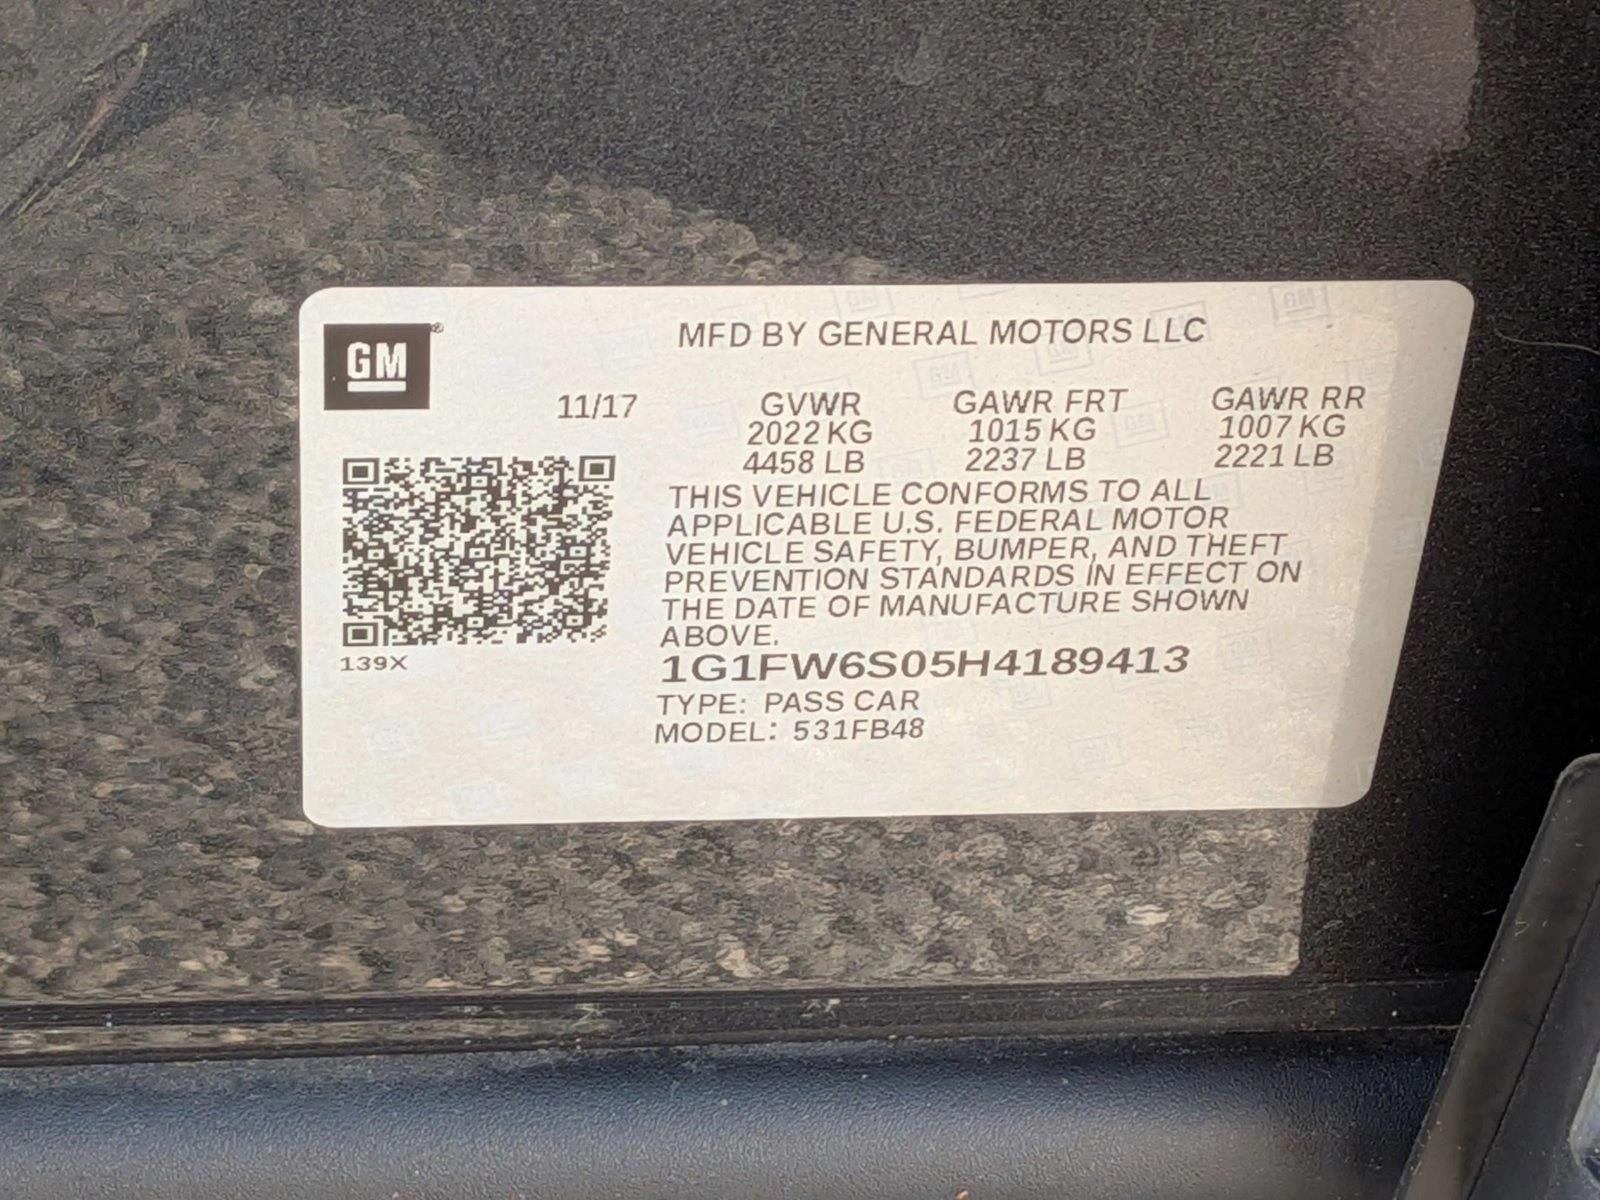 GM®
MFD BY GENERAL MOTORS LLC
11/17
GVWR GAWR FRT GAWR RR
2022 KG 1015 KG 1007 KG
4458 LB 2237 LB 2221 LB
THIS VEHICLE CONFORMS TO ALL
APPLICABLE U.S. FEDERAL MOTOR
VEHICLE SAFETY, BUMPER, AND THEFT
PREVENTION STANDARDS IN EFFECT ON
THE DATE OF MANUFACTURE SHOWN
ABOVE.
139X
1G1FW6S05H4189413
TYPE: PASS CAR
MODEL: 531FB48